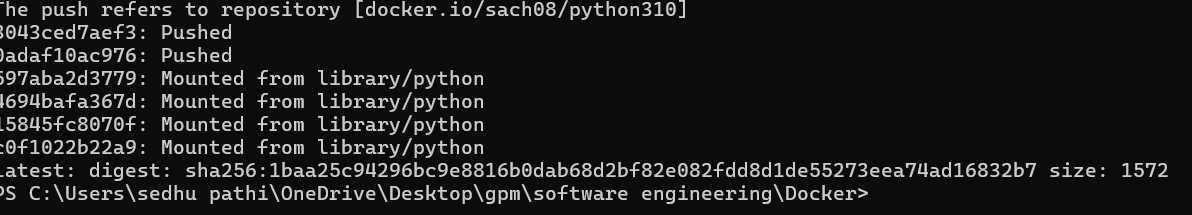 The push refers to repository [docker.io/sach08/python310]
3043ced7aef3: Pushed
0adaf10ac976: Pushed
697aba2d3779: Mounted from library/python
4694bafa367d: Mounted from library/python
15845fc8070f: Mounted from library/python
c0f1022b22a9: Mounted from library/python
latest: digest: sha256:1baa25c94296bc9e8816b0dab68d2bf82e082fdd8d1de55273eea74ad16832b7 size: 1572
PS C:\Users\sedhu pathi\OneDrive\Desktop\gpm\software engineering\Docker>